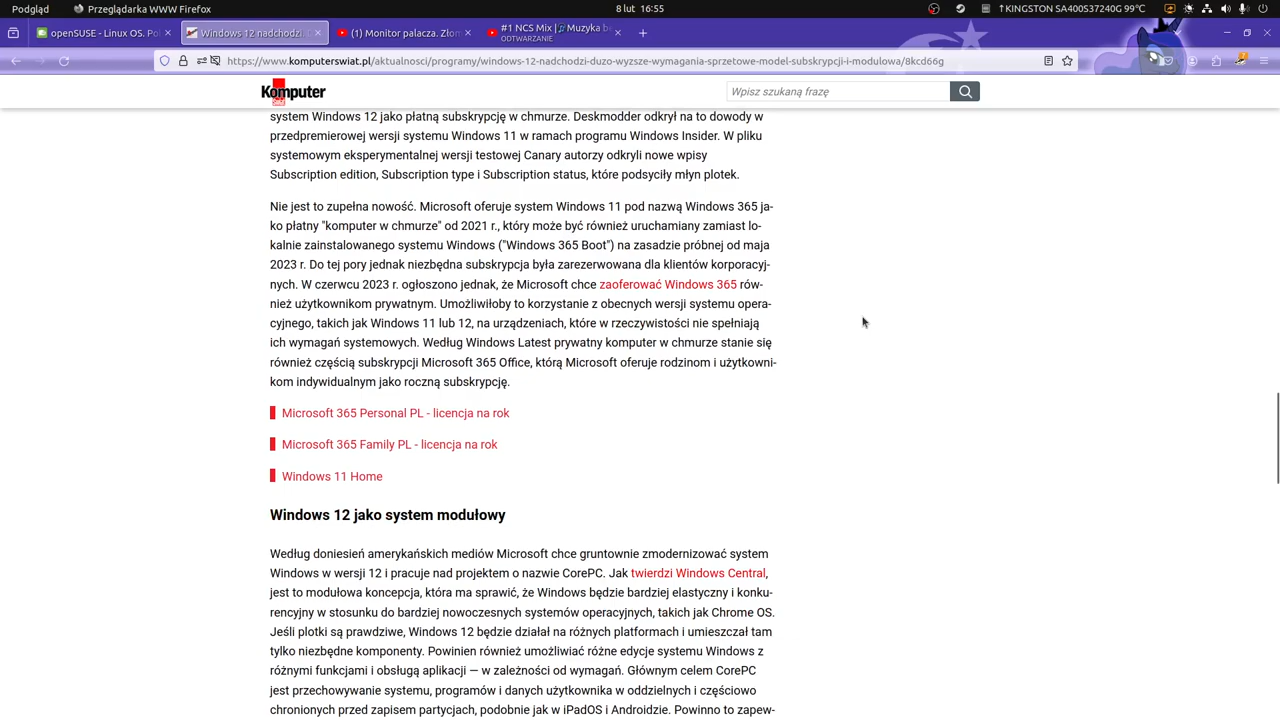 Podgląd
Przeglądarka WWW Firefox
8 lut 16:55
↑KINGSTON SA400S37240G 99°C
openSUSE - Linux OS. Po
Windows 12 nadchodzi. D
(1) Monitor pałacza. Złom
#1 NCS Mix | Muzyka be
ODTWARZANIE
https://www.komputerswiat.pl/aktualnosci/programy/windows-12-nadchodzi-duzo-wyzsze-wymagania-sprzetowe-model-subskrypcji-i-modulowa/8kcd66g
Komputer
Świat
Wpisz szukaną frazę
system Windows 12 jako płatną subskrypcję w chmurze. Deskmodder odkrył na to dowody w
przedpremierowej wersji systemu Windows 11 w ramach programu Windows Insider. W pliku
systemowym eksperymentalnej wersji testowej Canary autorzy odkryli nowe wpisy
Subscription edition, Subscription type i Subscription status, które podsyciły młyn plotek.
Nie jest to zupełna nowość. Microsoft oferuje system Windows 11 pod nazwą Windows 365 ja-
ko płatny "komputer w chmurze" od 2021 r., który może być również uruchamiany zamiast lo-
kalnie zainstalowanego systemu Windows ("Windows 365 Boot") na zasadzie próbnej od maja
2023 r. Do tej pory jednak niezbędna subskrypcja była zarezerwowana dla klientów korporacyj-
nych. W czerwcu 2023 r. ogłoszono jednak, że Microsoft chce zaoferować Windows 365 rów-
nież użytkownikom prywatnym. Umożliwiłoby to korzystanie z obecnych wersji systemu opera-
cyjnego, takich jak Windows 11 lub 12, na urządzeniach, które w rzeczywistości nie spełniają
ich wymagań systemowych. Według Windows Latest prywatny komputer w chmurze stanie się
również częścią subskrypcji Microsoft 365 Office, którą Microsoft oferuje rodzinom i użytkowni-
kom indywidualnym jako roczną subskrypcję.
Microsoft 365 Personal PL - licencja na rok
Microsoft 365 Family PL - licencja na rok
Windows 11 Home
Windows 12 jako system modułowy
Według doniesień amerykańskich mediów Microsoft chce gruntownie zmodernizować system
Windows w wersji 12 i pracuje nad projektem o nazwie CorePC. Jak twierdzi Windows Central,
jest to modułowa koncepcja, która ma sprawić, że Windows będzie bardziej elastyczny i konku-
rencyjny w stosunku do bardziej nowoczesnych systemów operacyjnych, takich jak Chrome OS.
Jeśli plotki są prawdziwe, Windows 12 będzie działał na różnych platformach i umieszczał tam
tylko niezbędne komponenty. Powinien również umożliwiać różne edycje systemu Windows z
różnymi funkcjami i obsługą aplikacji — w zależności od wymagań. Głównym celem CorePC
jest przechowywanie systemu, programów i danych użytkownika w oddzielnych i częściowo
chronionych przed zapisem partycjach, podobnie jak w iPadOS i Androidzie. Powinno to zapew-